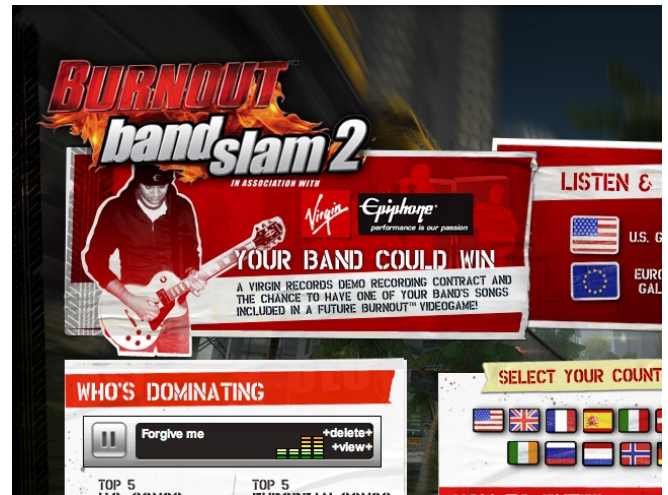 BURNOUT
band slam 2
IN ASSOCIATION WITH
Virgin
Epiphone
performance is our passion
YOUR BAND COULD WIN
A VIRGIN RECORDS DEMO RECORDING CONTRACT AND
THE CHANCE TO HAVE ONE OF YOUR BAND'S SONGS
INCLUDED IN A FUTURE BURNOUT™ VIDEOGAME!
LISTEN &
U.S. G
EURO
GAL
WHO'S DOMINATING
Forgive me
+delete+
+view+
TOP 5
TOP 5
SELECT YOUR COUNT